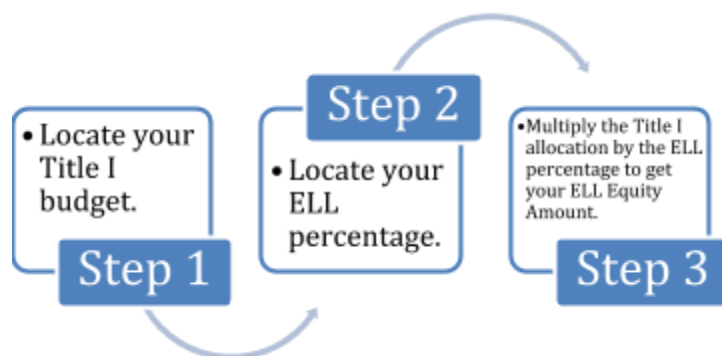 • Locate your
Title I
budget.
Step 1
Step 2
• Locate your
ELL
percentage.
•Multiply the Title I
allocation by the ELL
percentage to get
your ELL Equity
Amount.
Step 3